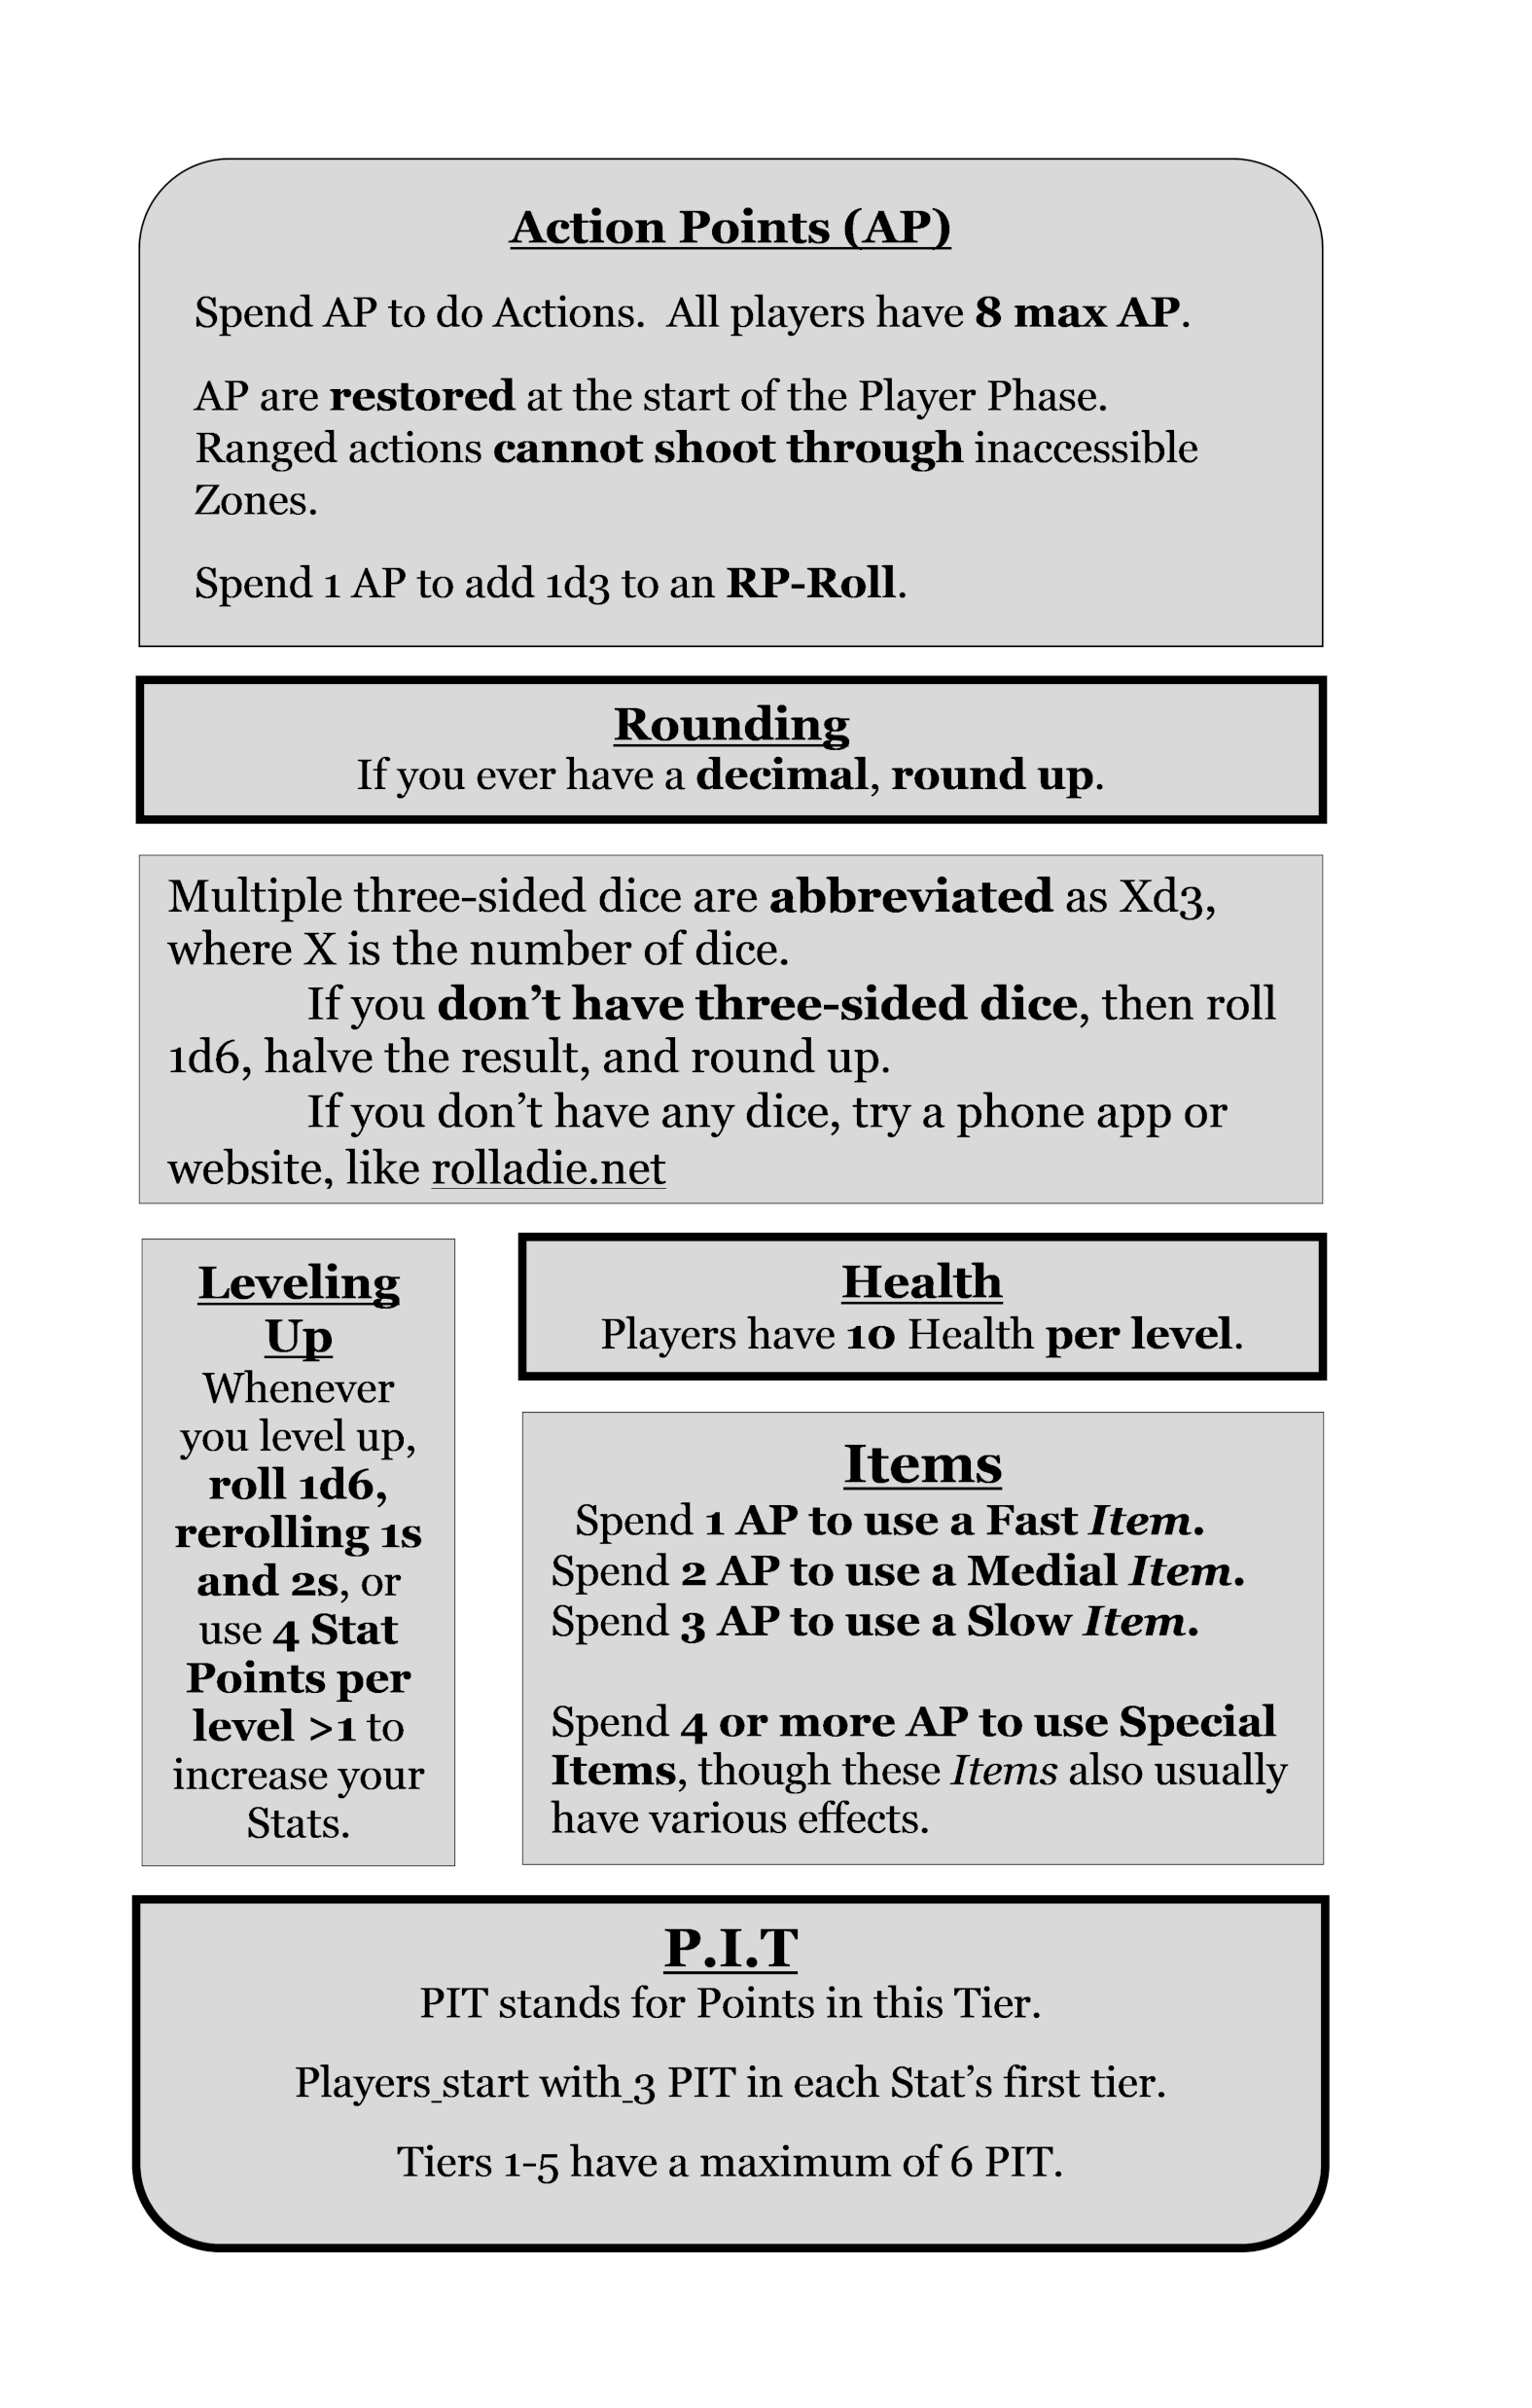 Action Points (AP)
Spend AP to do Actions.  All players have 8 max AP.
AP are restored at the start of the Player Phase.
Ranged actions cannot shoot through inaccessible
Zones.
Spend 1 AP to add 1d3 to an RP-Roll.
Rounding
If you ever have a decimal, round up.
Multiple three-sided dice are abbreviated as Xd3,
where X is the number of dice.
If you don’t have three-sided dice, then roll
1d6, halve the result, and round up.
If you don’t have any dice, try a phone app or
website, like rolladie.net
Leveling
Up
Whenever
you level up,
roll 1d6,
rerolling 1s
and 2s, or
use 4 Stat
Points per
level >1 to
increase your
Stats.
Health
Players have 10 Health per level.
Items
Spend 1 AP to use a Fast Item.
Spend 2 AP to use a Medial Item.
Spend 3 AP to use a Slow Item.
Spend 4 or more AP to use Special
Items, though these Items also usually
have various effects.
P.I.T
PIT stands for Points in this Tier.
Players start with 3 PIT in each Stat’s first tier.
Tiers 1-5 have a maximum of 6 PIT.